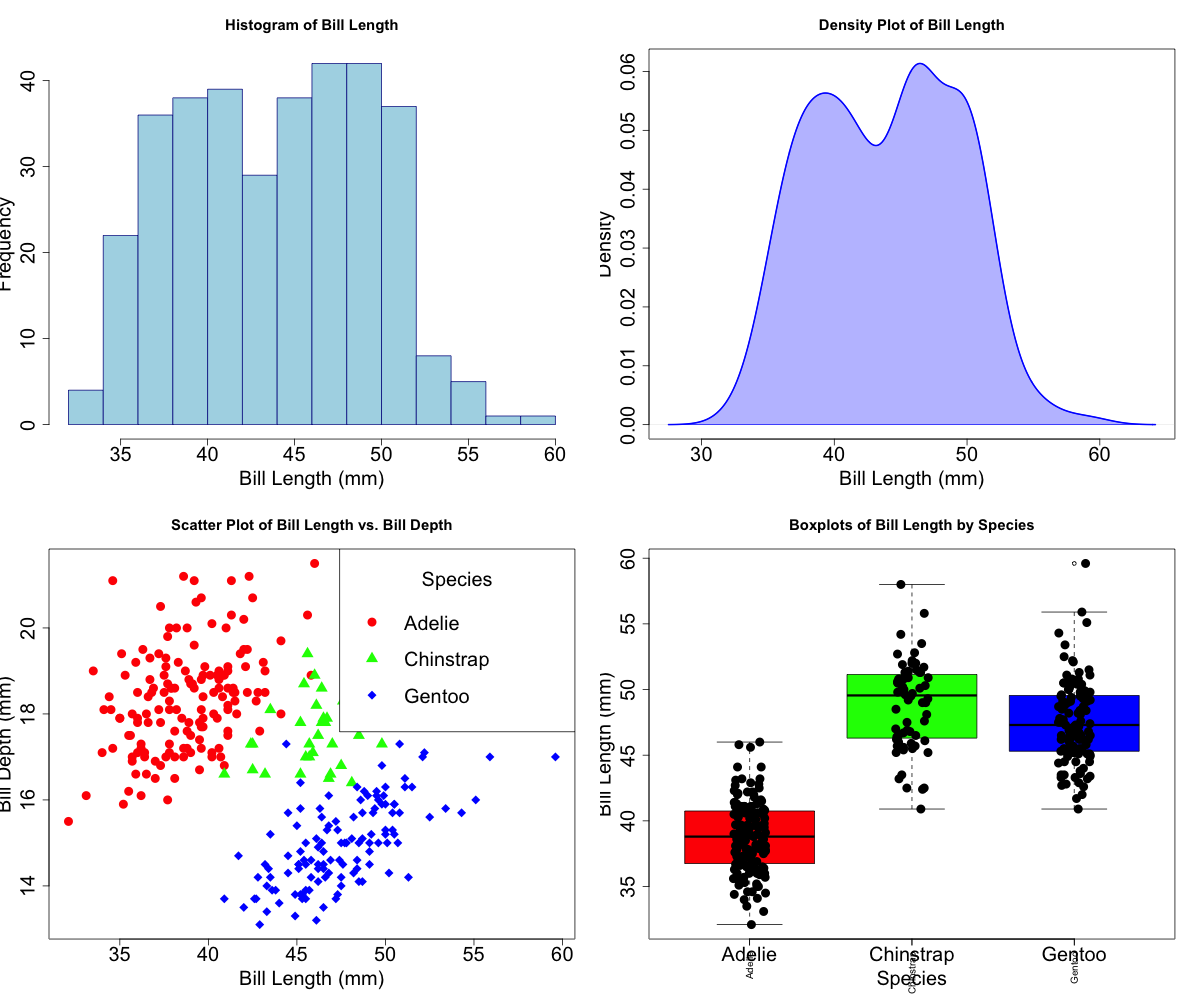 Histogram of Bill Length
Frequency
0
10
20
30
40
35 40 45 50 55 60
Bill Length (mm)
Density Plot of Bill Length
Density
0.00
0.01
0.02
0.03
0.04
0.05
0.06
30 40 50 60
Bill Length (mm)
Scatter Plot of Bill Length vs. Bill Depth
Bill Depth (mm)
14
16
18
20
Species
Adelie
Chinstrap
Gentoo
35 40 45 50 55 60
Bill Length (mm)
Boxplots of Bill Length by Species
Bill Length (mm)
35
40
45
50
55
60
Adelie Chinstrap Gentoo
Adelie
Chinstrap
Gentoo
Species